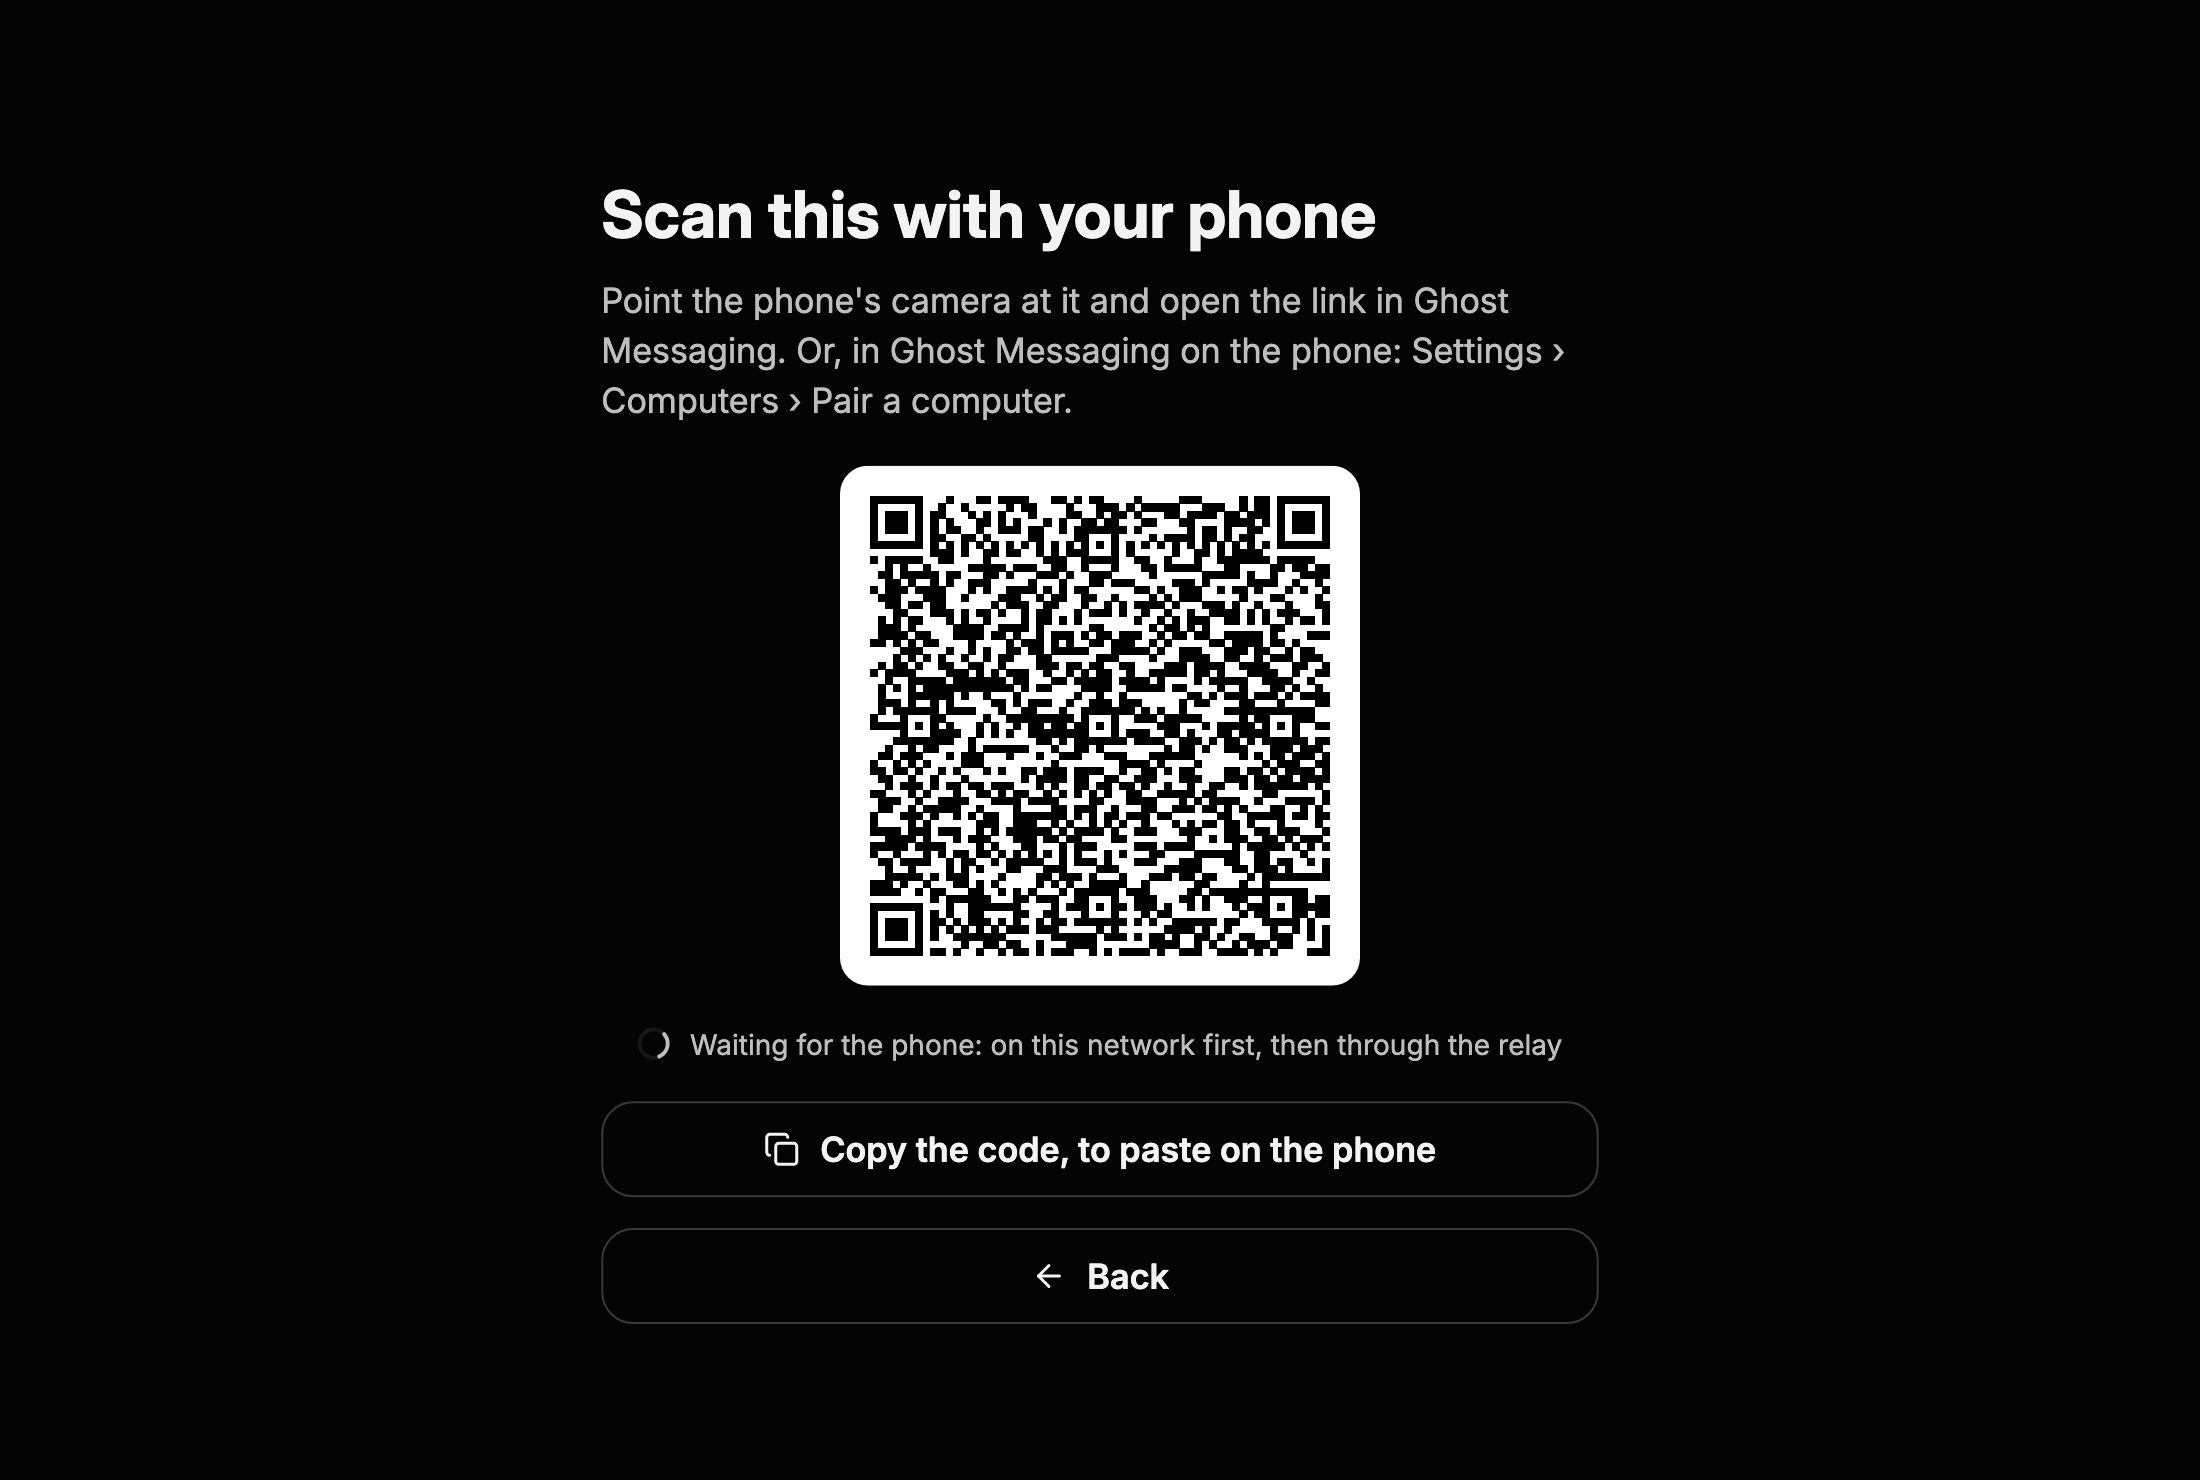 Scan this with your phone
Point the phone's camera at it and open the link in Ghost
Messaging. Or, in Ghost Messaging on the phone: Settings ›
Computers › Pair a computer.
Waiting for the phone: on this network first, then through the relay
Copy the code, to paste on the phone
Back